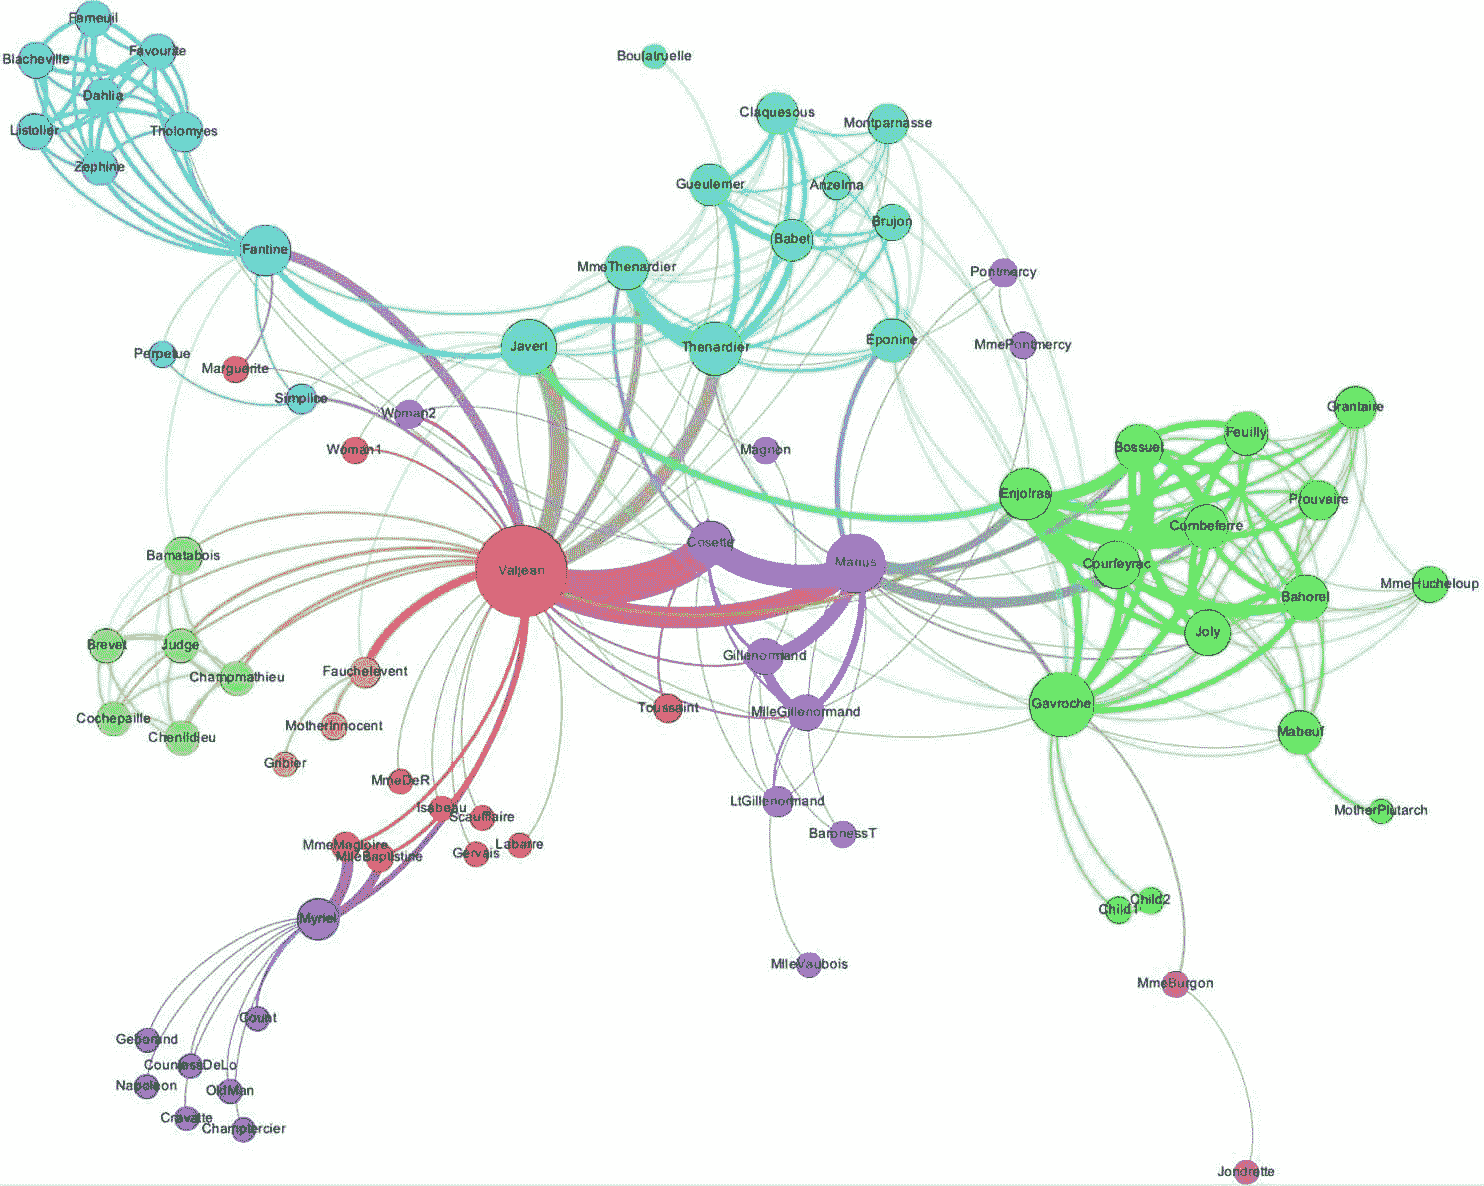 Fameuil
Favourite
Blacheville
Boulatruelle
Dahlia
Claquesous
Montparnasse
Listolier
Tholomyes
Zephine
Gueulemer
Anzelma
Brujon
Babet
Fantine
MmeThenardier
Pontmercy
Eponine
Javert
Thenardier
MmePontmercy
Perpetue
Marguerite
Simplice
Woman2
Grantaire
Feuilly
Bossuet
Woman1
Magnon
Enjolras
Prouvaire
Combeferre
Cosette
Bamatabois
Valjean
Marius
Courfeyrac
MmeHucheloup
Bahorel
Joly
Brevet
Judge
Gillenormand
Champmathieu
Fauchelevent
Toussaint
MlleGillenormand
Gavroche
Cochepaille
MotherInnocent
Mabeuf
Chenildieu
Gribier
MmeDeR
LtGillenormand
Isabeau
Scaufflaire
MotherPlutarch
BaronessT
MmeMagloire
Labarre
MlleBaptistine
Gervais
Child2
Child1
Myriel
MlleVaubois
MmeBurgon
Count
Geborand
CountessDeLo
Napoleon
OldMan
Cravatte
Champtercier
Jondrette